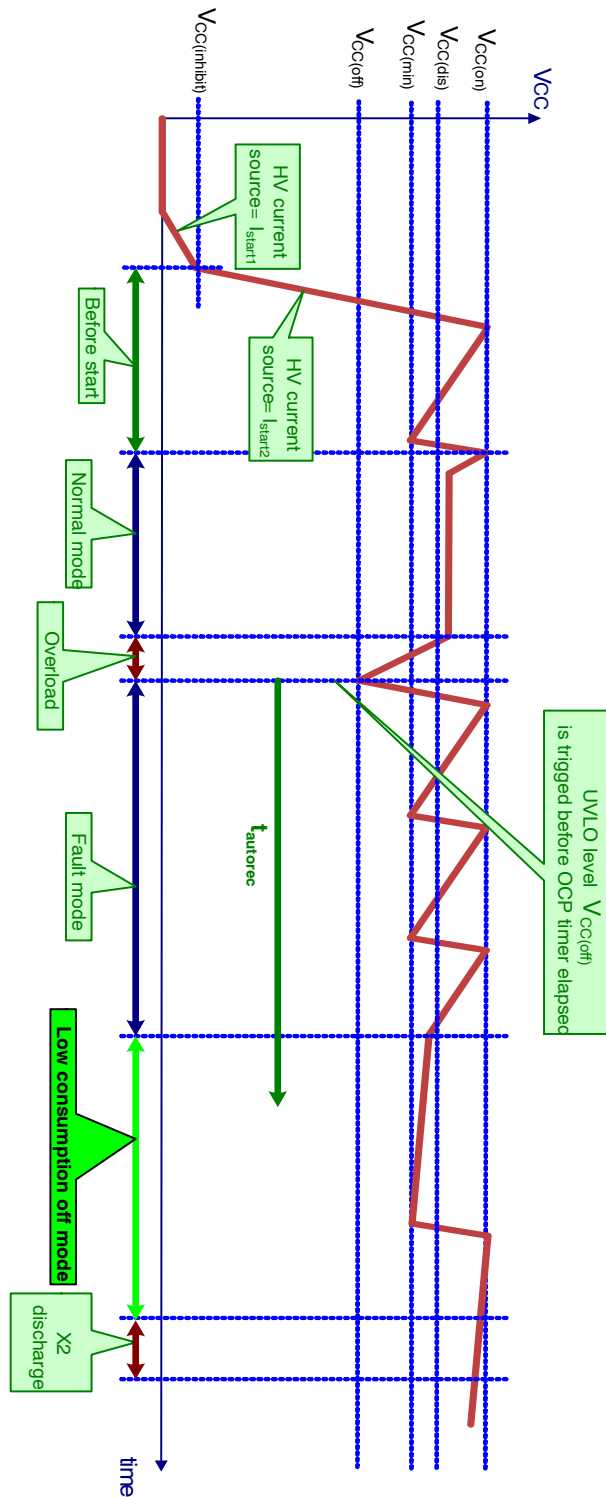 VCC
VCC(on)
VCC(dis)
VCC(min)
VCC(off)
VCC(inhibit)
HV current
source= Istart1
HV current
source= Istart2
UVLO level VCC(off)
is trigged before OCP timer elapsed
tautorec
Before start
Normal mode
Overload
Fault mode
Low consumption off mode
X2
discharge
time